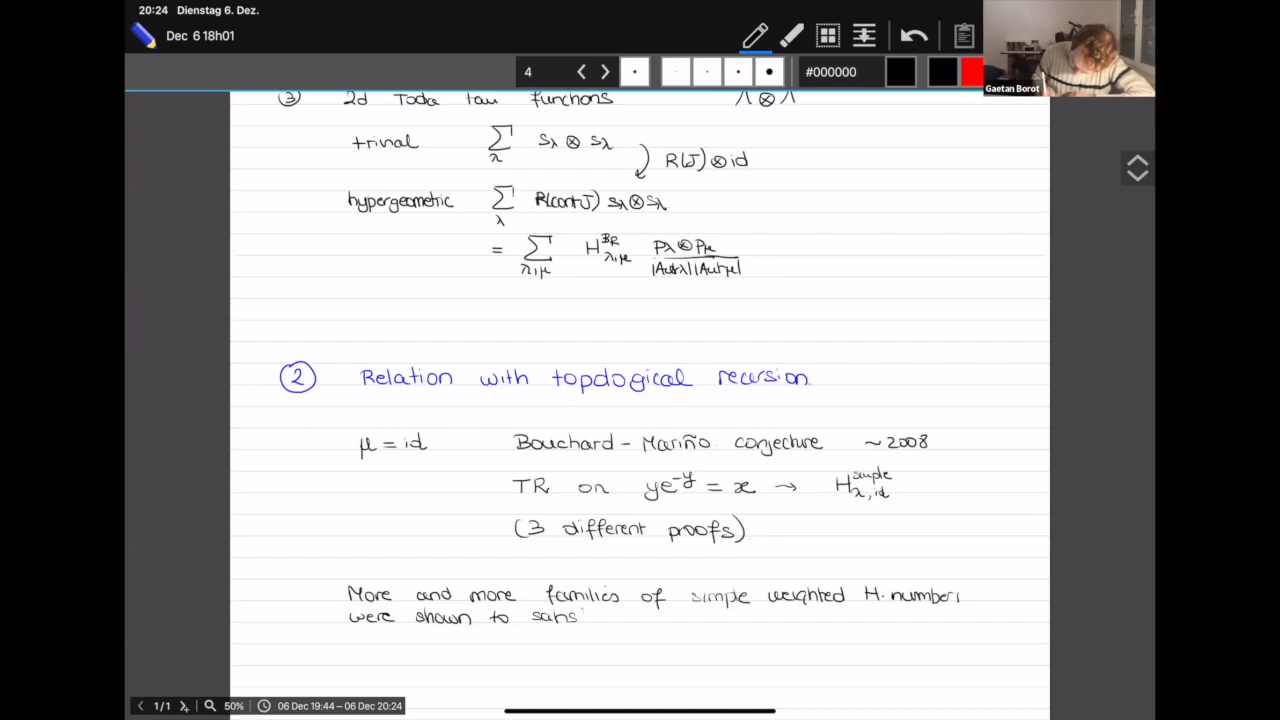 20:24 Dienstag 6. Dez.
Dec 6 18h01
4
#000000
Gaetan Borot
③ 2d Toda tau functions Λ ⊗ Λ
trivial ∑_λ s_λ ⊗ s_λ
R(J) ⊗ id
hypergeometric ∑_λ R(cont λ) s_λ ⊗ s_λ
= ∑_{λ,μ} H^{BR}_{λ,μ} p_λ ⊗ p_μ / |Aut λ| |Aut μ|
② Relation with topological recursion.
μ = id Bouchard - Mariño conjecture ~2008
TR on ye^{-y} = x → H^{simple}_{λ,id}
(3 different proofs)
More and more families of simple weighted H. numbers
were shown to satis
1/1 50% 06 Dec 19:44 – 06 Dec 20:24